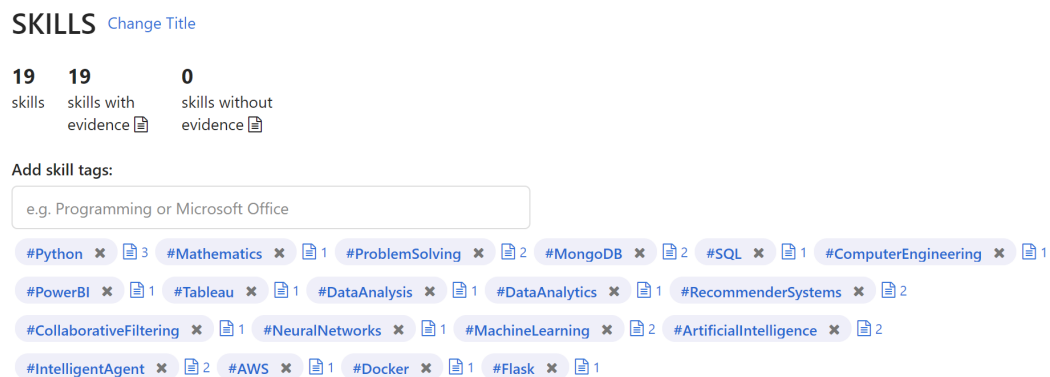 SKILLS Change Title
19 19 0
skills skills with skills without
evidence evidence
Add skill tags:
e.g. Programming or Microsoft Office
#Python ✖ 3 #Mathematics ✖ 1 #ProblemSolving ✖ 2 #MongoDB ✖ 2 #SQL ✖ 1 #ComputerEngineering ✖ 1
#PowerBI ✖ 1 #Tableau ✖ 1 #DataAnalysis ✖ 1 #DataAnalytics ✖ 1 #RecommenderSystems ✖ 2
#CollaborativeFiltering ✖ 1 #NeuralNetworks ✖ 1 #MachineLearning ✖ 2 #ArtificialIntelligence ✖ 2
#IntelligentAgent ✖ 2 #AWS ✖ 1 #Docker ✖ 1 #Flask ✖ 1